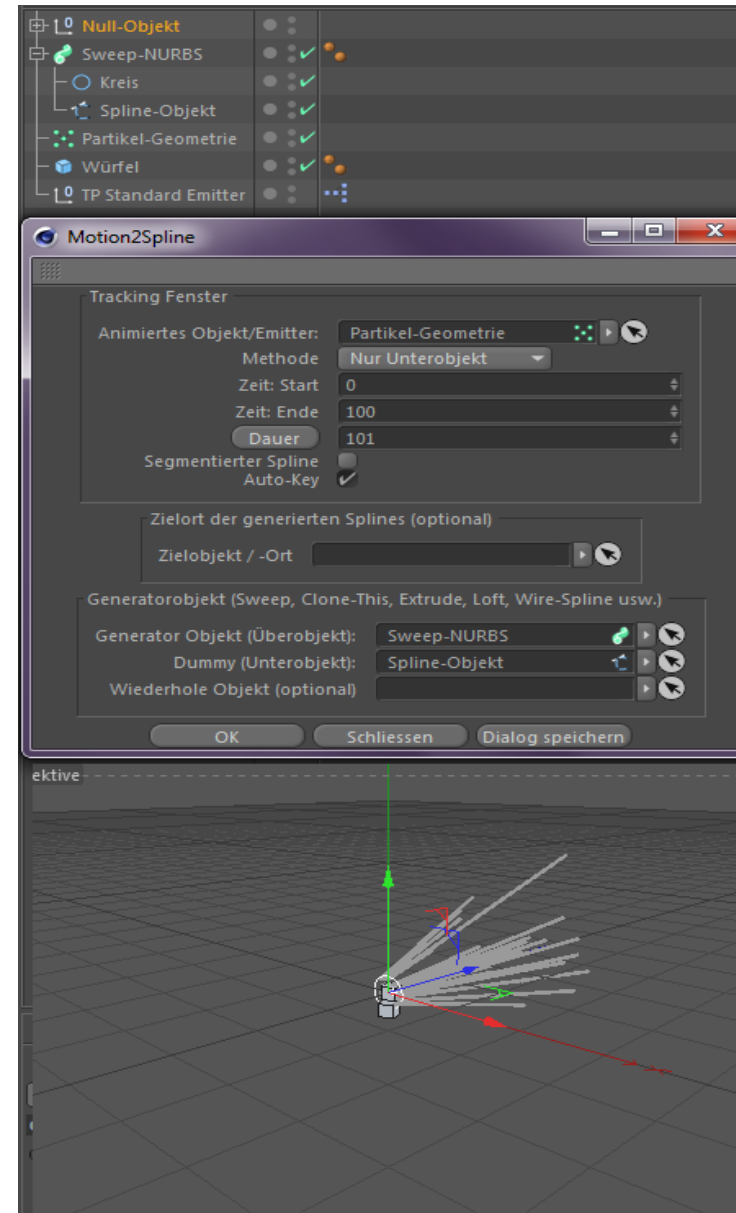 Null-Objekt
Sweep-NURBS
Kreis
Spline-Objekt
Partikel-Geometrie
Würfel
TP Standard Emitter
Motion2Spline
Tracking Fenster
Animiertes Objekt/Emitter: Partikel-Geometrie
Methode Nur Unterobjekt
Zeit: Start 0
Zeit: Ende 100
Dauer 101
Segmentierter Spline
Auto-Key
Zielort der generierten Splines (optional)
Zielobjekt / -Ort
Generatorobjekt (Sweep, Clone-This, Extrude, Loft, Wire-Spline usw.)
Generator Objekt (Überobjekt): Sweep-NURBS
Dummy (Unterobjekt): Spline-Objekt
Wiederhole Objekt (optional)
OK Schliessen Dialog speichern
ektive